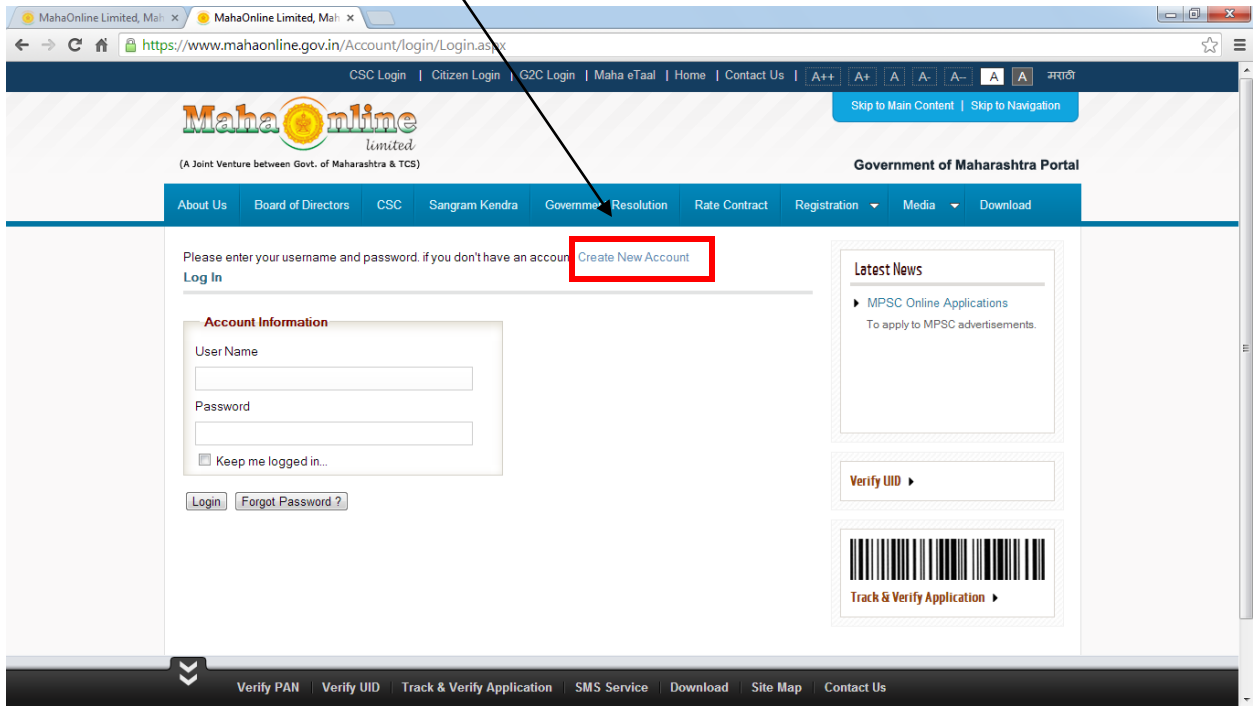 MahaOnline Limited, Mah
MahaOnline Limited, Mah
https://www.mahaonline.gov.in/Account/login/Login.aspx
CSC Login | Citizen Login | G2C Login | Maha eTaal | Home | Contact Us | A++ A+ A A- A-- A A मराठी
Skip to Main Content | Skip to Navigation
MahaOnline
limited
(A Joint Venture between Govt. of Maharashtra & TCS)
Government of Maharashtra Portal
About Us Board of Directors CSC Sangram Kendra Government Resolution Rate Contract Registration Media Download
Please enter your username and password. if you don't have an accoun Create New Account
Log In
Account Information
User Name
Password
Keep me logged in...
Login Forgot Password ?
Latest News
MPSC Online Applications
To apply to MPSC advertisements.
Verify UID
Track & Verify Application
Verify PAN | Verify UID | Track & Verify Application | SMS Service | Download | Site Map | Contact Us